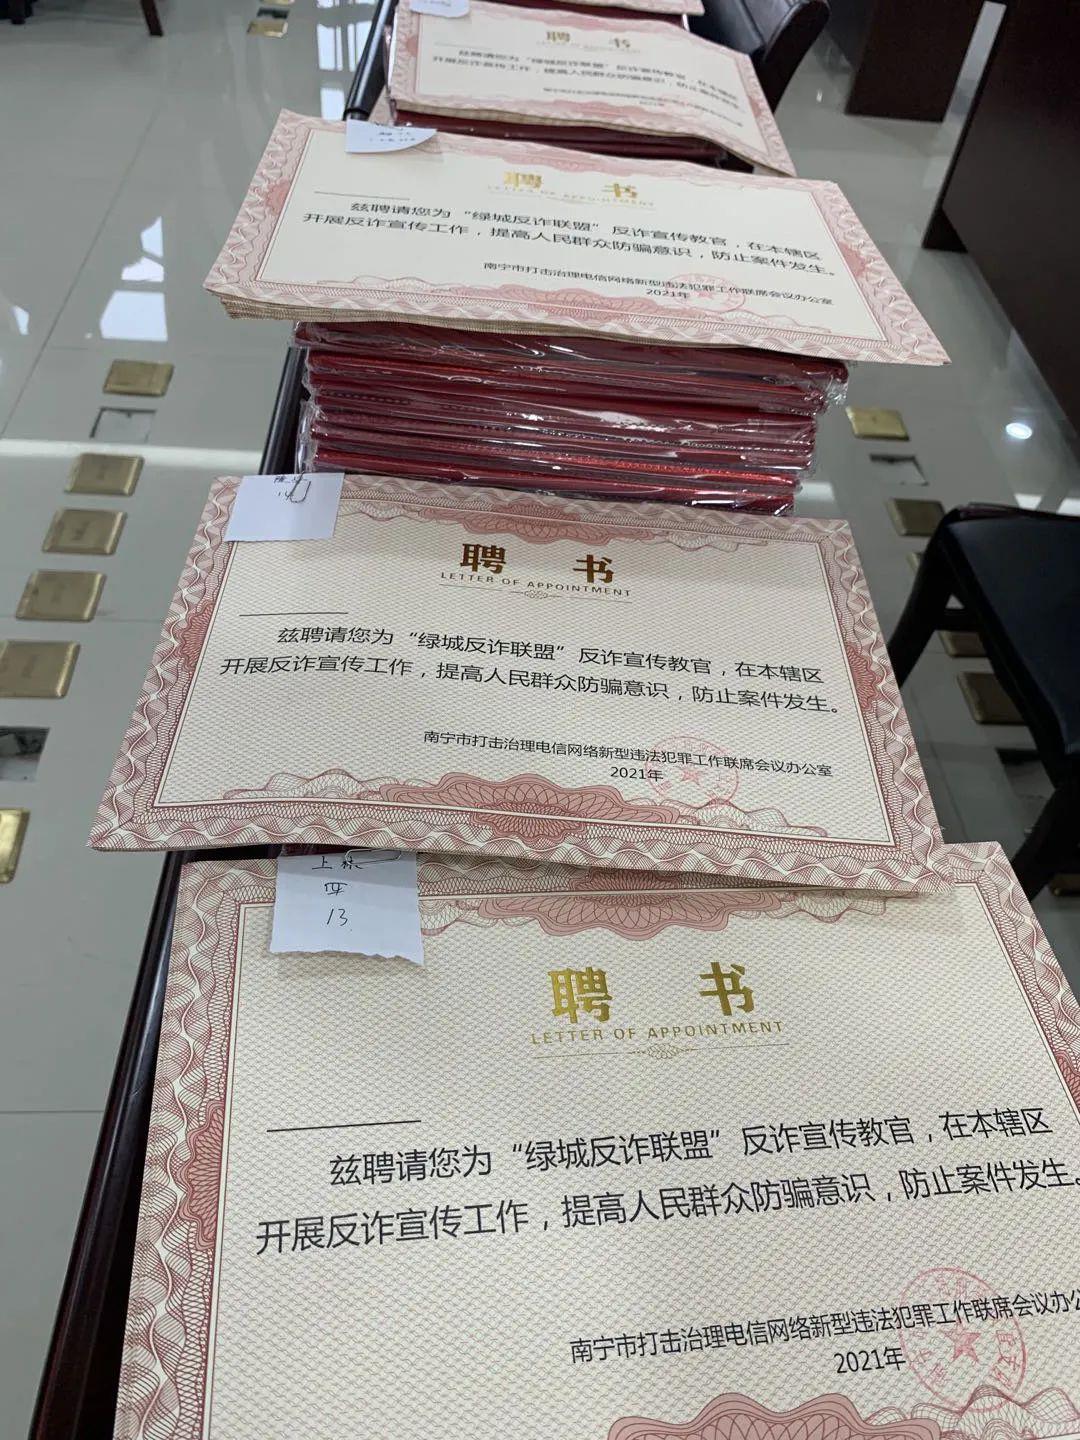 聘 书
LETTER OF APPOINTMENT
兹聘请您为“绿城反诈联盟”反诈宣传教官，在本辖区
开展反诈宣传工作，提高人民群众防骗意识，防止案件发生。
2021年
聘 书
LETTER OF APPOINTMENT
兹聘请您为“绿城反诈联盟”反诈宣传教官，在本辖区
开展反诈宣传工作，提高人民群众防骗意识，防止案件发生。
南宁市打击治理电信网络新型违法犯罪工作联席会议办公室
2021年
14
聘 书
LETTER OF APPOINTMENT
兹聘请您为“绿城反诈联盟”反诈宣传教官，在本辖区
开展反诈宣传工作，提高人民群众防骗意识，防止案件发生。
南宁市打击治理电信网络新型违法犯罪工作联席会议办公室
2021年
上林
13
聘 书
LETTER OF APPOINTMENT
兹聘请您为“绿城反诈联盟”反诈宣传教官，在本辖区
开展反诈宣传工作，提高人民群众防骗意识，防止案件发生。
南宁市打击治理电信网络新型违法犯罪工作联席会议办公
2021年